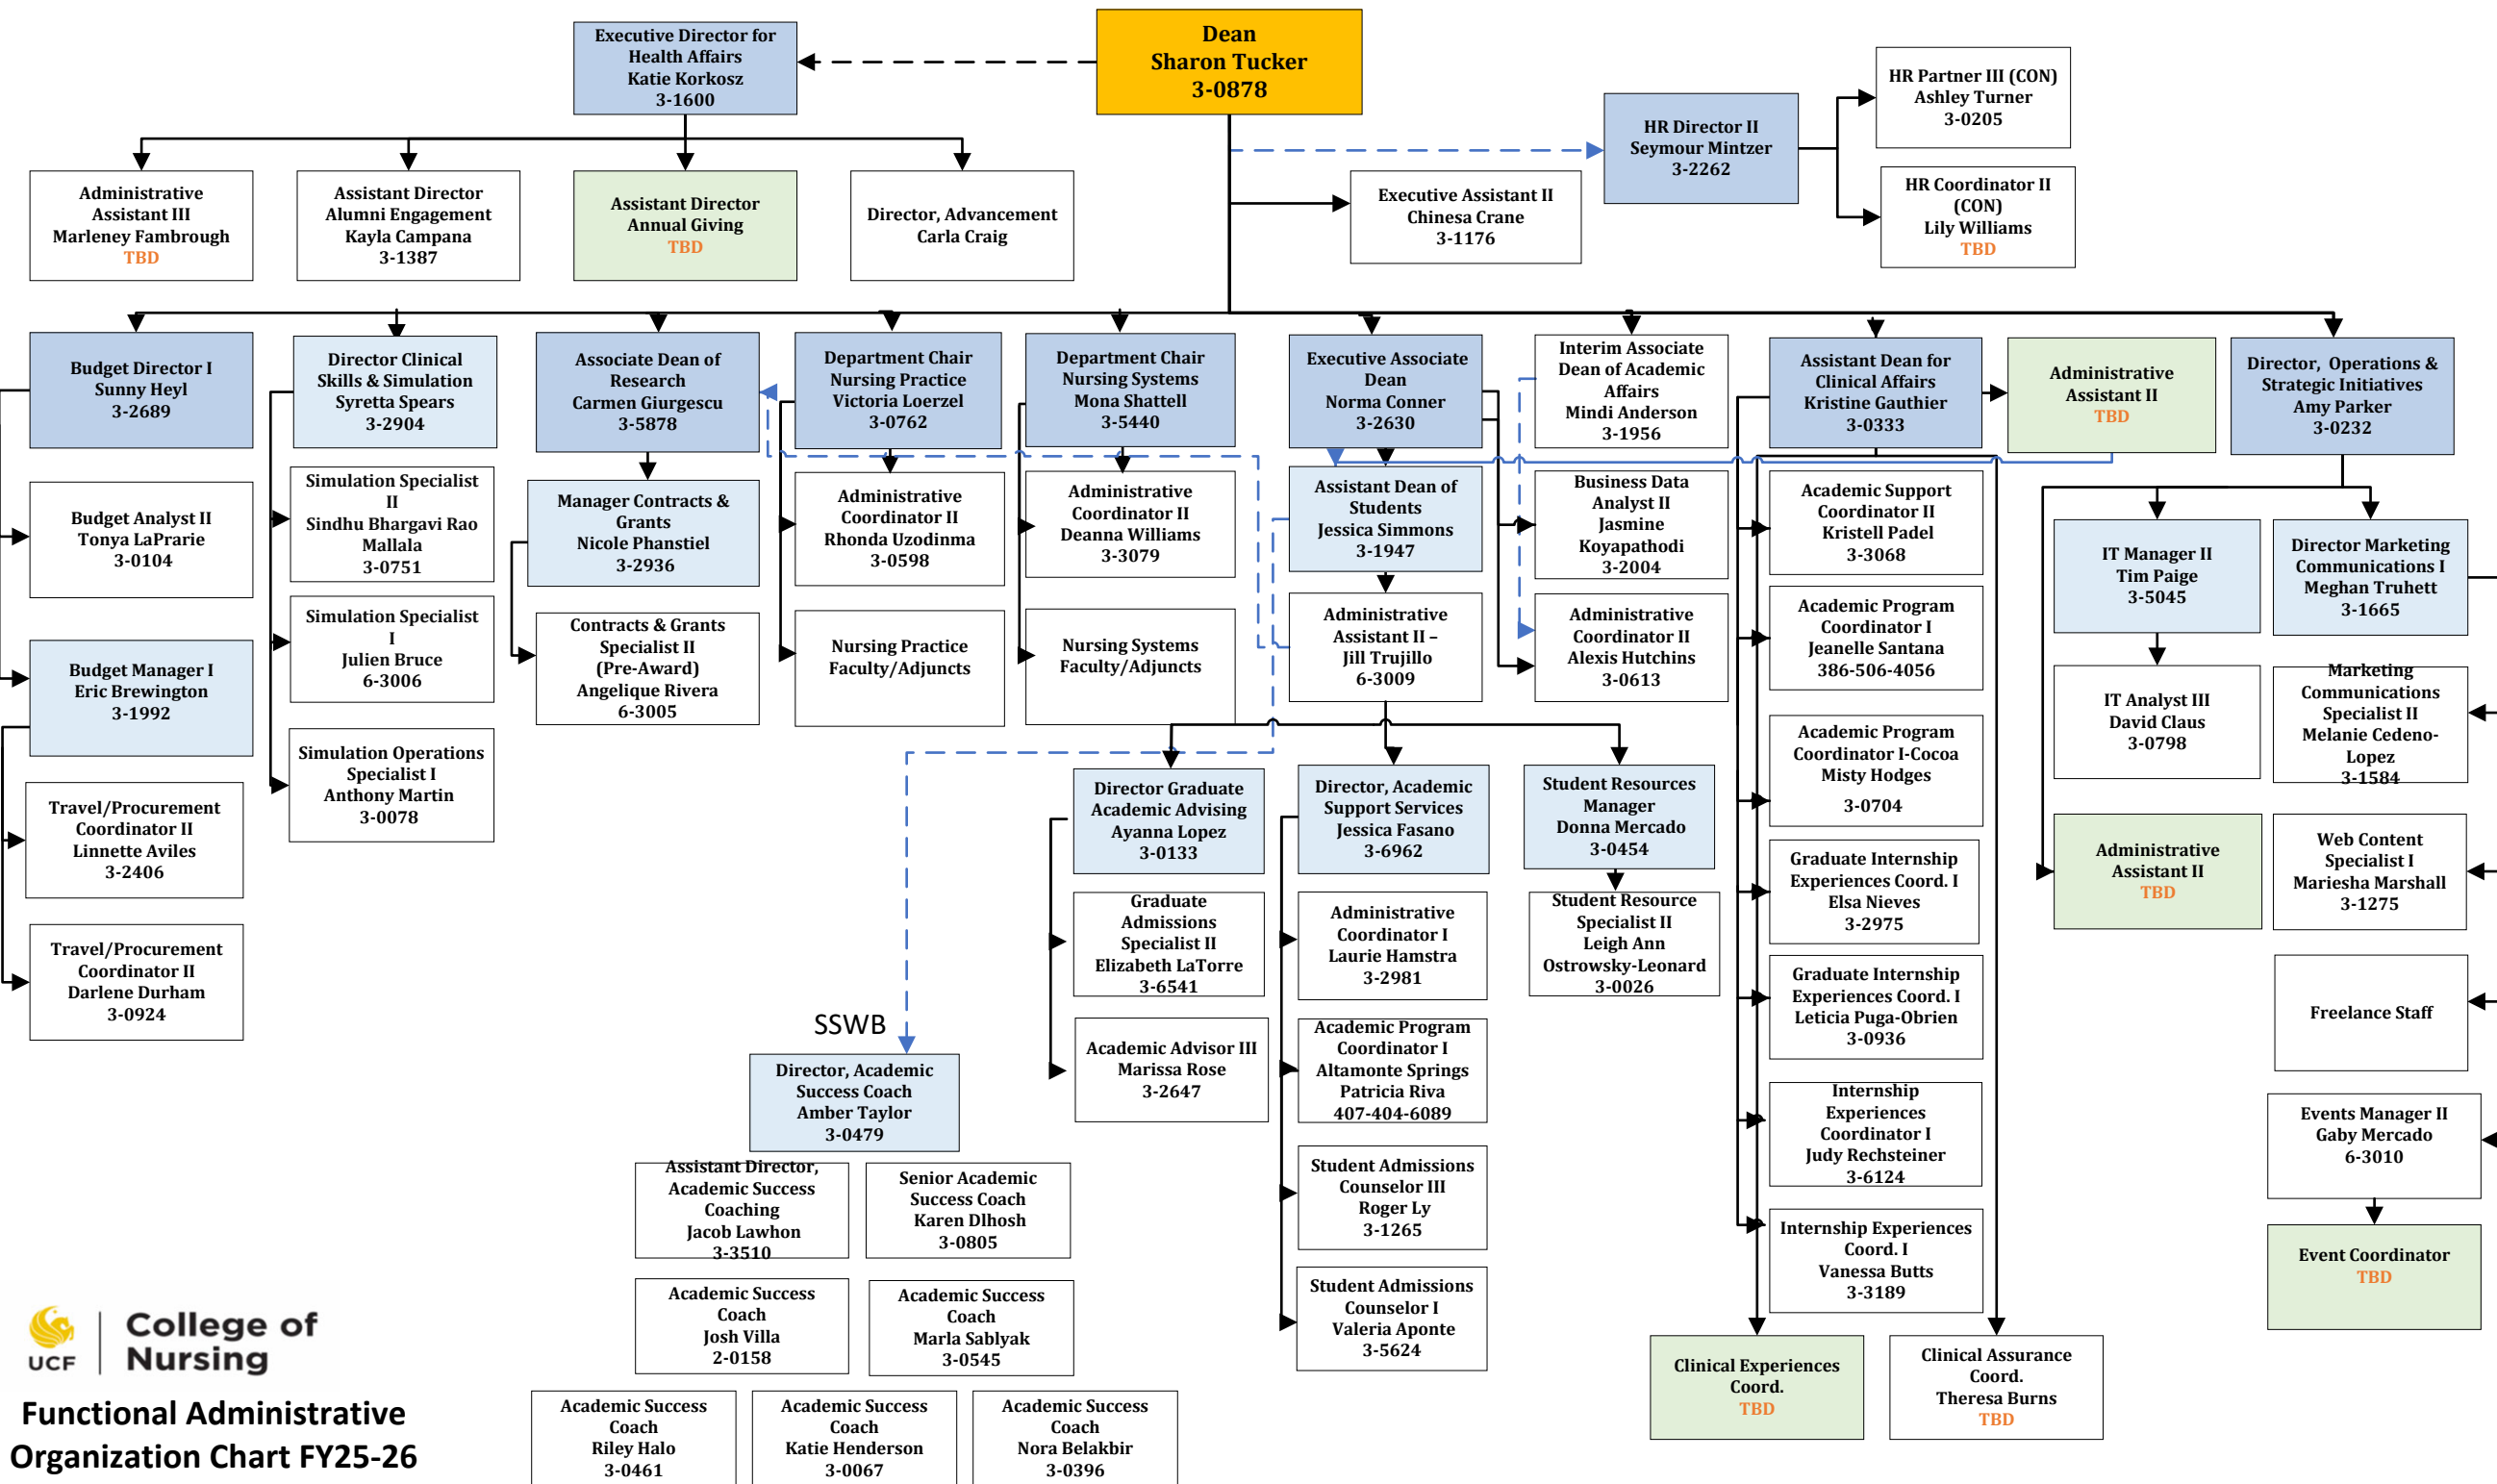 Executive Director for
Health Affairs
Katie Korkosz
3-1600
Dean
Sharon Tucker
3-0878
HR Director II
Seymour Mintzer
3-2262
HR Partner III (CON)
Ashley Turner
3-0205
HR Coordinator II
(CON)
Lily Williams
TBD
Executive Assistant II
Chinesa Crane
3-1176
Administrative
Assistant III
Marleney Fambrough
TBD
Assistant Director
Alumni Engagement
Kayla Campana
3-1387
Assistant Director
Annual Giving
TBD
Director, Advancement
Carla Craig
Budget Director I
Sunny Heyl
3-2689
Director Clinical
Skills & Simulation
Syretta Spears
3-2904
Associate Dean of
Research
Carmen Giurgescu
3-5878
Department Chair
Nursing Practice
Victoria Loerzel
3-0762
Department Chair
Nursing Systems
Mona Shattell
3-5440
Executive Associate
Dean
Norma Conner
3-2630
Interim Associate
Dean of Academic
Affairs
Mindi Anderson
3-1956
Assistant Dean for
Clinical Affairs
Kristine Gauthier
3-0333
Administrative
Assistant II
TBD
Director, Operations &
Strategic Initiatives
Amy Parker
3-0232
Budget Analyst II
Tonya LaPrarie
3-0104
Simulation Specialist
II
Sindhu Bhargavi Rao
Mallala
3-0751
Manager Contracts &
Grants
Nicole Phanstiel
3-2936
Administrative
Coordinator II
Rhonda Uzodinma
3-0598
Administrative
Coordinator II
Deanna Williams
3-3079
Assistant Dean of
Students
Jessica Simmons
3-1947
Business Data
Analyst II
Jasmine
Koyapathodi
3-2004
Academic Support
Coordinator II
Kristell Padel
3-3068
IT Manager II
Tim Paige
3-5045
Director Marketing
Communications I
Meghan Truhett
3-1665
Budget Manager I
Eric Brewington
3-1992
Simulation Specialist
I
Julien Bruce
6-3006
Contracts & Grants
Specialist II
(Pre-Award)
Angelique Rivera
6-3005
Nursing Practice
Faculty/Adjuncts
Nursing Systems
Faculty/Adjuncts
Administrative
Assistant II –
Jill Trujillo
6-3009
Administrative
Coordinator II
Alexis Hutchins
3-0613
Academic Program
Coordinator I
Jeanelle Santana
386-506-4056
IT Analyst III
David Claus
3-0798
Marketing
Communications
Specialist II
Melanie Cedeno-
Lopez
3-1584
Travel/Procurement
Coordinator II
Linnette Aviles
3-2406
Simulation Operations
Specialist I
Anthony Martin
3-0078
Director Graduate
Academic Advising
Ayanna Lopez
3-0133
Director, Academic
Support Services
Jessica Fasano
3-6962
Student Resources
Manager
Donna Mercado
3-0454
Academic Program
Coordinator I-Cocoa
Misty Hodges
3-0704
Administrative
Assistant II
TBD
Web Content
Specialist I
Mariesha Marshall
3-1275
Travel/Procurement
Coordinator II
Darlene Durham
3-0924
Graduate
Admissions
Specialist II
Elizabeth LaTorre
3-6541
Administrative
Coordinator I
Laurie Hamstra
3-2981
Student Resource
Specialist II
Leigh Ann
Ostrowsky-Leonard
3-0026
Graduate Internship
Experiences Coord. I
Elsa Nieves
3-2975
Graduate Internship
Experiences Coord. I
Leticia Puga-Obrien
3-0936
Freelance Staff
SSWB
Director, Academic
Success Coach
Amber Taylor
3-0479
Academic Advisor III
Marissa Rose
3-2647
Academic Program
Coordinator I
Altamonte Springs
Patricia Riva
407-404-6089
Internship
Experiences
Coordinator I
Judy Rechsteiner
3-6124
Events Manager II
Gaby Mercado
6-3010
Assistant Director,
Academic Success
Coaching
Jacob Lawhon
3-3510
Senior Academic
Success Coach
Karen Dlhosh
3-0805
Student Admissions
Counselor III
Roger Ly
3-1265
Internship Experiences
Coord. I
Vanessa Butts
3-3189
Event Coordinator
TBD
Academic Success
Coach
Josh Villa
2-0158
Academic Success
Coach
Marla Sablyak
3-0545
Student Admissions
Counselor I
Valeria Aponte
3-5624
Clinical Experiences
Coord.
TBD
Clinical Assurance
Coord.
Theresa Burns
TBD
Academic Success
Coach
Riley Halo
3-0461
Academic Success
Coach
Katie Henderson
3-0067
Academic Success
Coach
Nora Belakbir
3-0396
UCF
College of
Nursing
Functional Administrative
Organization Chart FY25-26